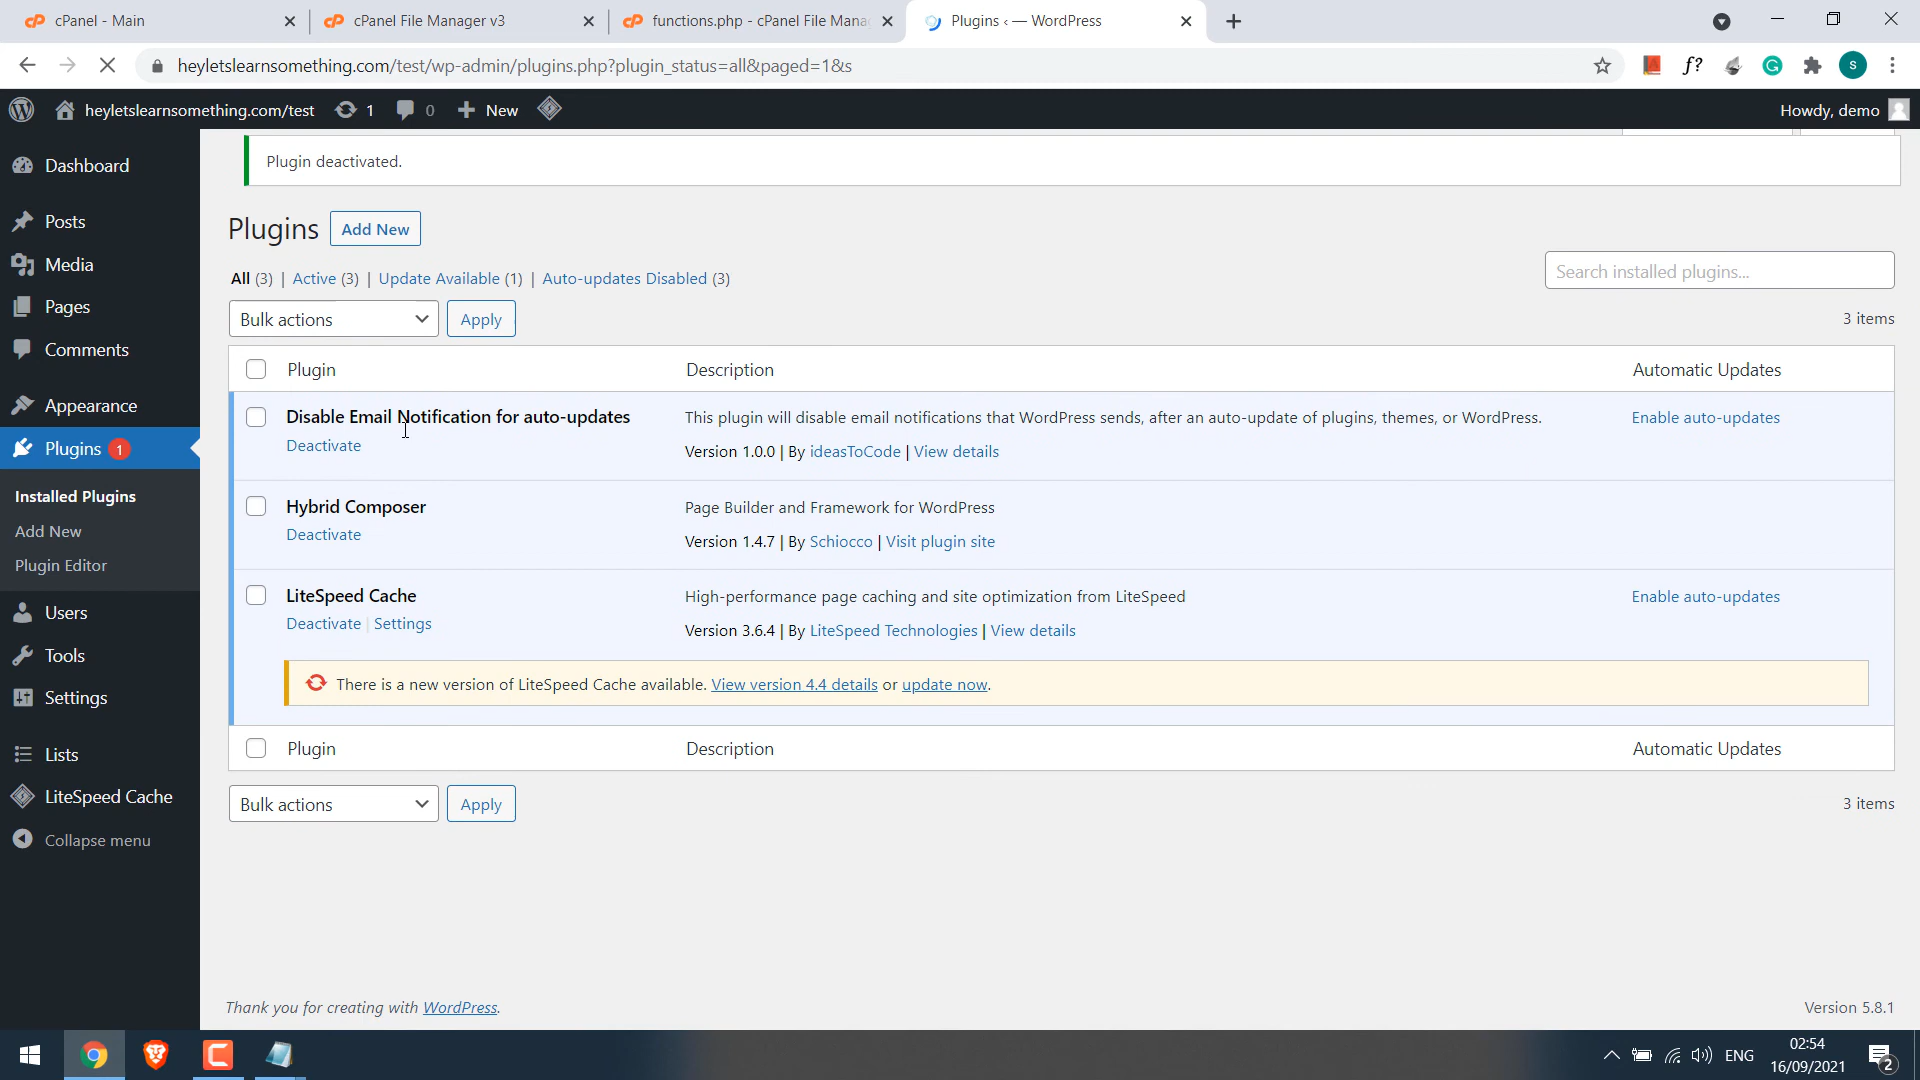 cPanel - Main
cPanel File Manager v3
functions.php - cPanel File Mana
Plugins ‹ — WordPress
heyletslearnsomething.com/test/wp-admin/plugins.php?plugin_status=all&paged=1&s
f?
S
heyletslearnsomething.com/test
1
0
New
Howdy, demo
Dashboard
Posts
Media
Pages
Comments
Appearance
Plugins 1
Installed Plugins
Add New
Plugin Editor
Users
Tools
Settings
Lists
LiteSpeed Cache
Collapse menu
Plugin deactivated.
Plugins
Add New
All (3) | Active (3) | Update Available (1) | Auto-updates Disabled (3)
Search installed plugins...
Bulk actions
Apply
3 items
Plugin
Description
Automatic Updates
Disable Email Notification for auto-updates
Deactivate
This plugin will disable email notifications that WordPress sends, after an auto-update of plugins, themes, or WordPress.
Version 1.0.0 | By ideasToCode | View details
Enable auto-updates
Hybrid Composer
Deactivate
Page Builder and Framework for WordPress
Version 1.4.7 | By Schiocco | Visit plugin site
LiteSpeed Cache
Deactivate | Settings
High-performance page caching and site optimization from LiteSpeed
Version 3.6.4 | By LiteSpeed Technologies | View details
Enable auto-updates
There is a new version of LiteSpeed Cache available. View version 4.4 details or update now.
Plugin
Description
Automatic Updates
Bulk actions
Apply
3 items
Thank you for creating with WordPress.
Version 5.8.1
ENG
02:54
16/09/2021
2